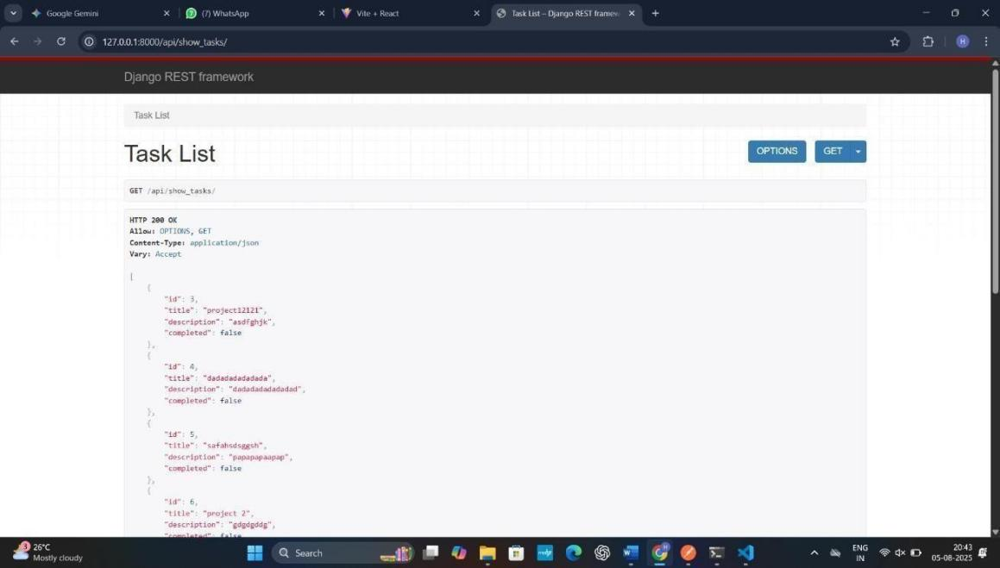 Google Gemini
(7) WhatsApp
Vite + React
Task List – Django REST framew
127.0.0.1:8000/api/show_tasks/
H
Django REST framework
Task List
Task List
OPTIONS
GET
GET /api/show_tasks/
HTTP 200 OK
Allow: OPTIONS, GET
Content-Type: application/json
Vary: Accept
[
{
"id": 3,
"title": "project12121",
"description": "asdfghjk",
"completed": false
},
{
"id": 4,
"title": "dadadadadadada",
"description": "dadadadadadadad",
"completed": false
},
{
"id": 5,
"title": "safahsdsggsh",
"description": "papapapaapap",
"completed": false
},
{
"id": 6,
"title": "project 2",
"description": "gdgdgddg",
"completed": false
3
26°C
Mostly cloudy
Search
ENG
IN
20:43
05-08-2025